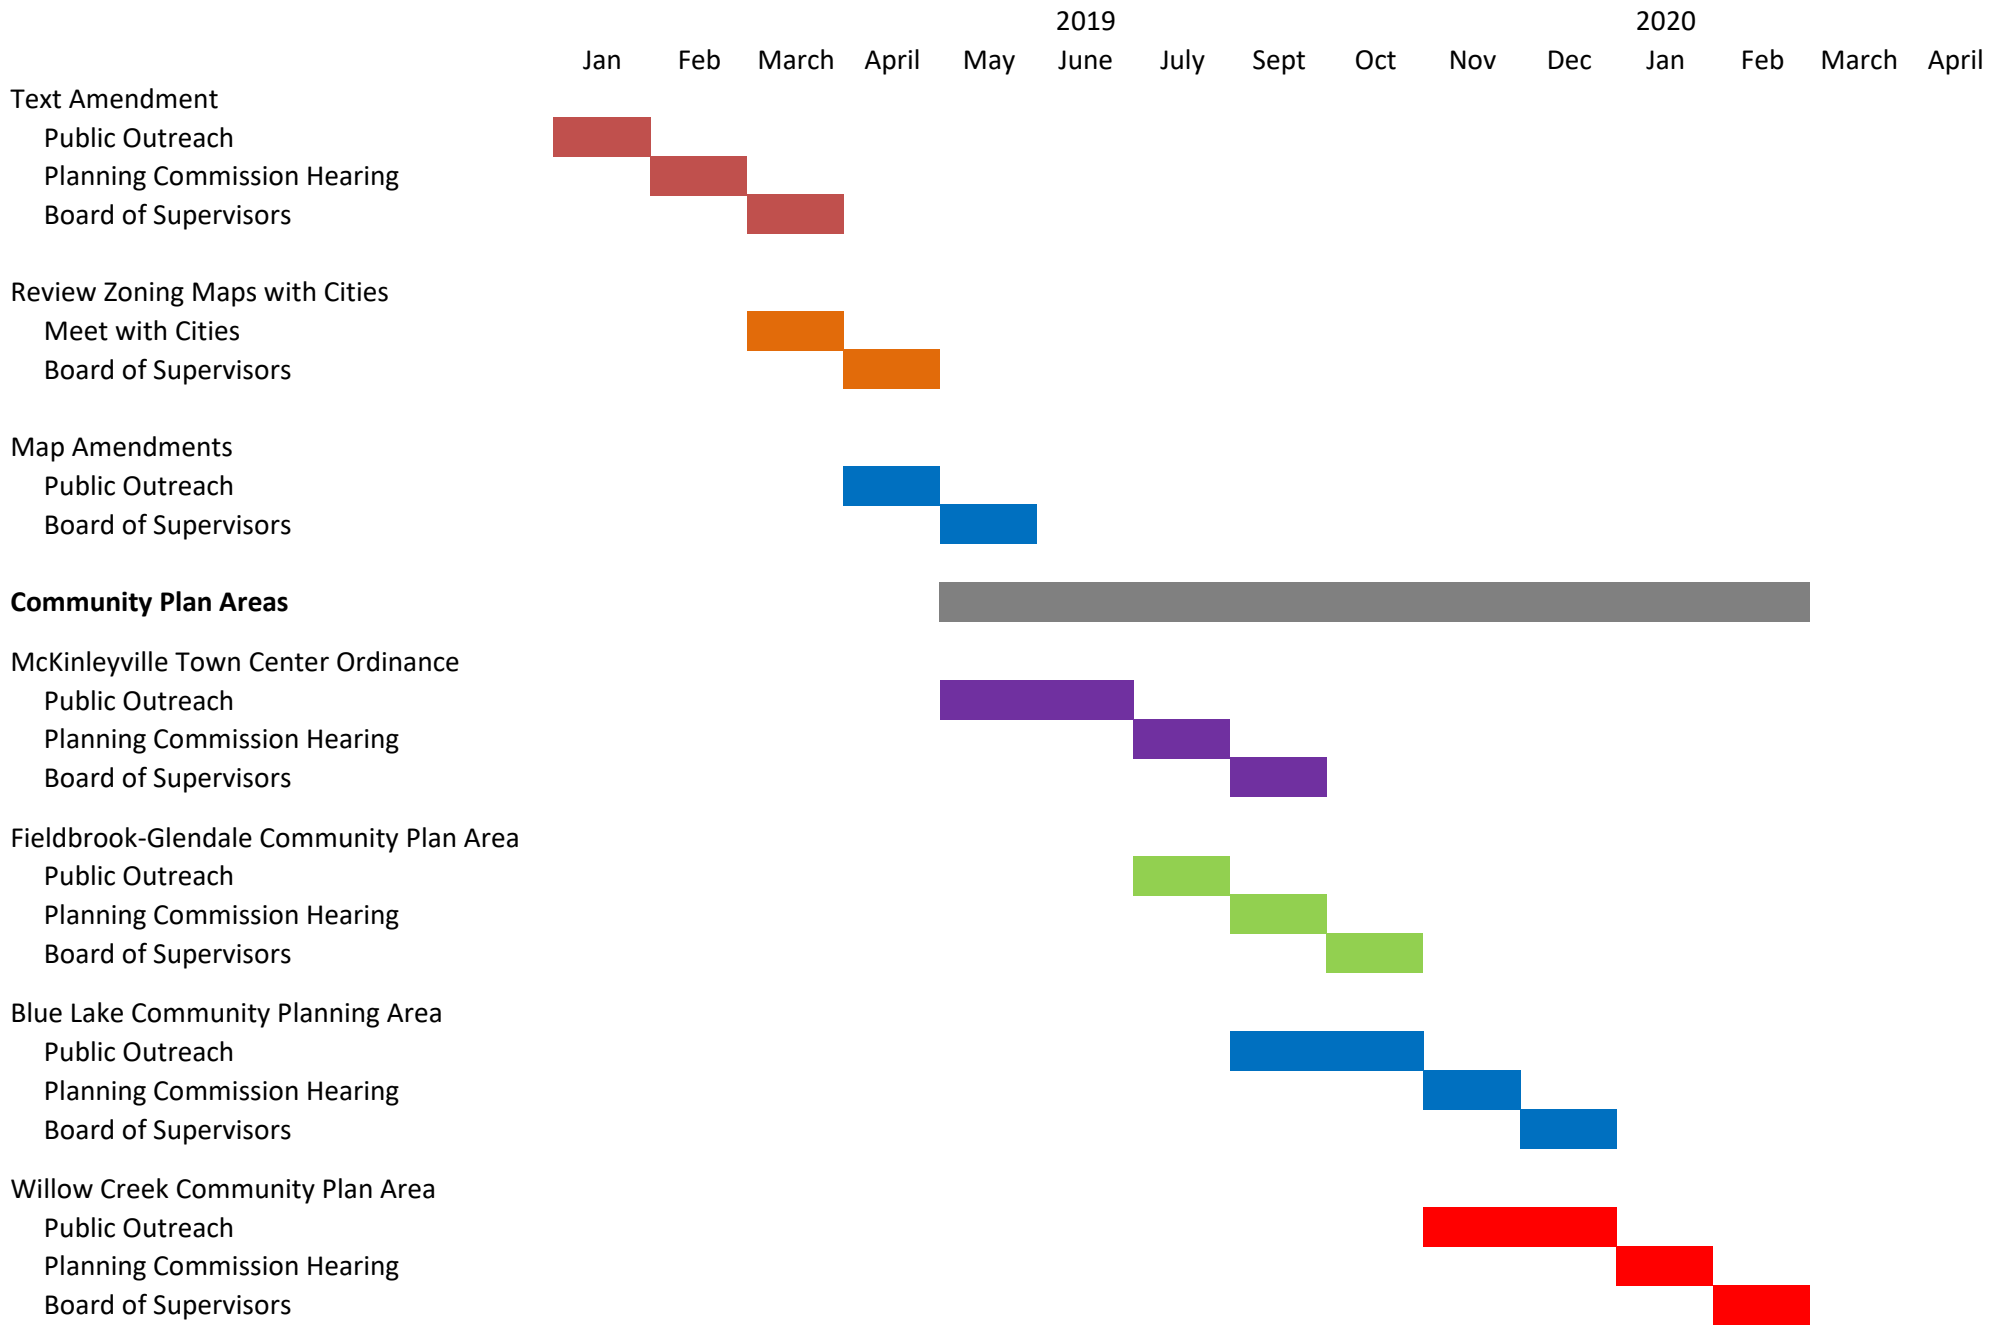 2019 2020
Jan Feb March April May June July Sept Oct Nov Dec Jan Feb March April
Text Amendment
Public Outreach
Planning Commission Hearing
Board of Supervisors
Review Zoning Maps with Cities
Meet with Cities
Board of Supervisors
Map Amendments
Public Outreach
Board of Supervisors
Community Plan Areas
McKinleyville Town Center Ordinance
Public Outreach
Planning Commission Hearing
Board of Supervisors
Fieldbrook-Glendale Community Plan Area
Public Outreach
Planning Commission Hearing
Board of Supervisors
Blue Lake Community Planning Area
Public Outreach
Planning Commission Hearing
Board of Supervisors
Willow Creek Community Plan Area
Public Outreach
Planning Commission Hearing
Board of Supervisors